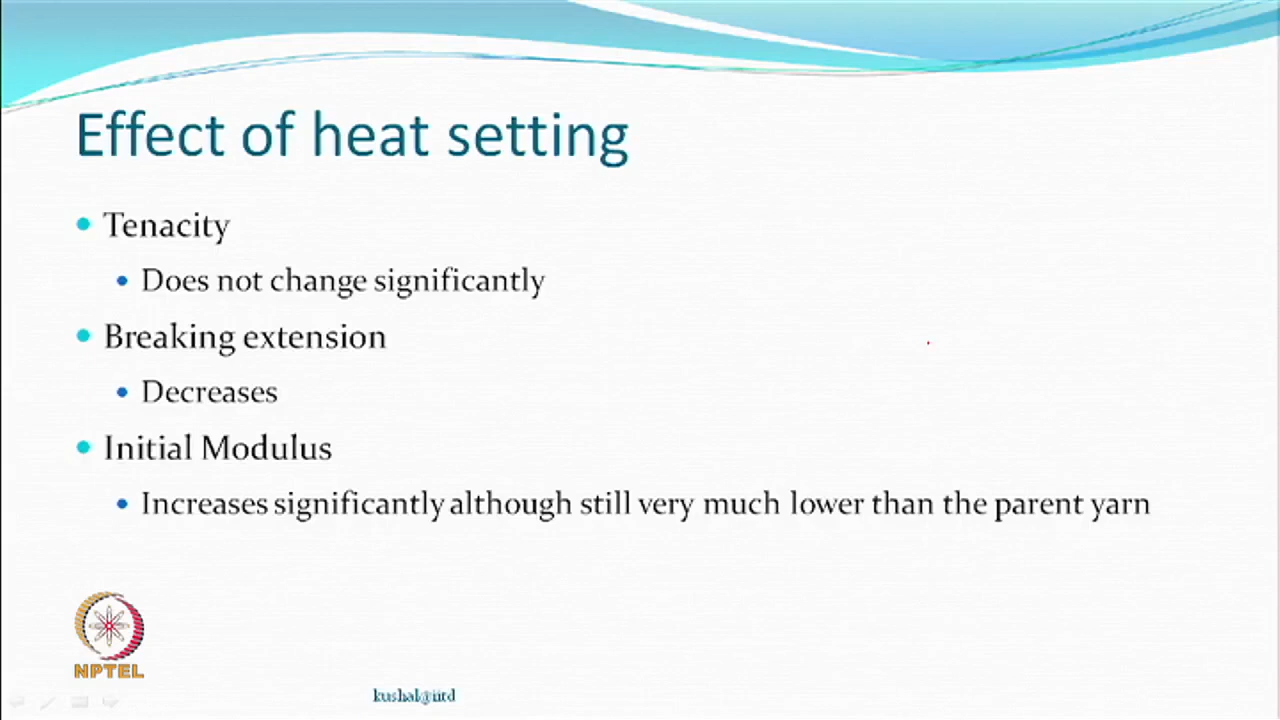 Effect of heat setting
Tenacity
Does not change significantly
Breaking extension
Decreases
Initial Modulus
Increases significantly although still very much lower than the parent yarn
NPTEL
kushal@iitd